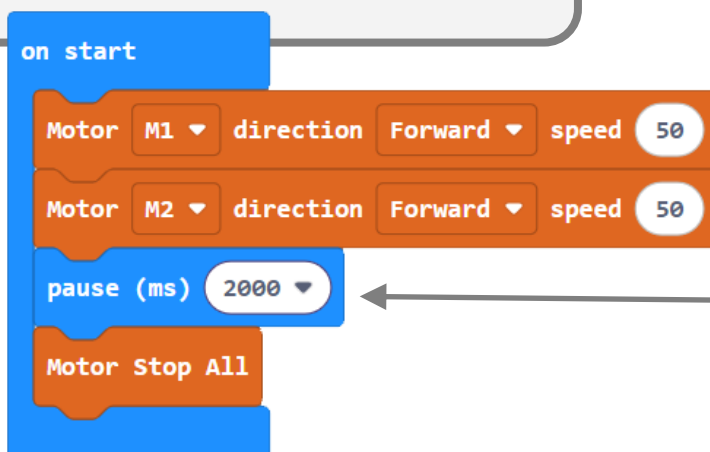 on start
Motor M1 direction Forward speed 50
Motor M2 direction Forward speed 50
pause (ms) 2000
Motor Stop All